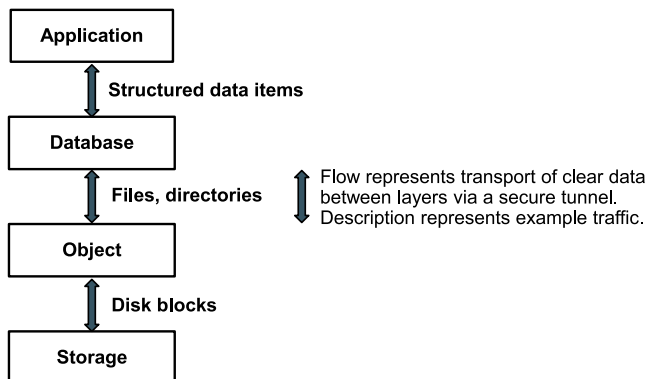 Application
Structured data items
Database
Files, directories
Flow represents transport of clear data
between layers via a secure tunnel.
Description represents example traffic.
Object
Disk blocks
Storage